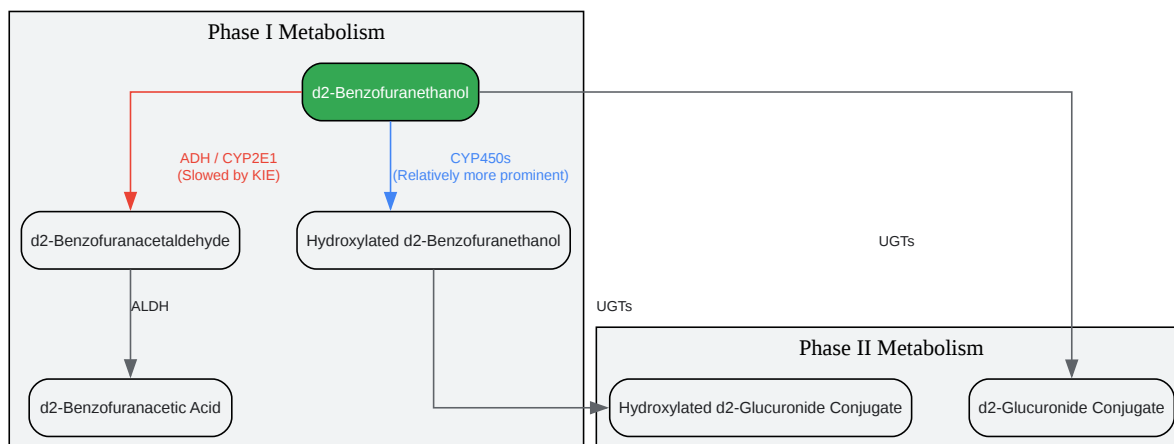 Phase I Metabolism
d2-Benzofuranethanol
ADH / CYP2E1
(Slowed by KIE)
CYP450s
(Relatively more prominent)
d2-Benzofuranacetaldehyde
Hydroxylated d2-Benzofuranethanol
UGTs
ALDH
UGTs
Phase II Metabolism
d2-Benzofuranacetic Acid
Hydroxylated d2-Glucuronide Conjugate
d2-Glucuronide Conjugate